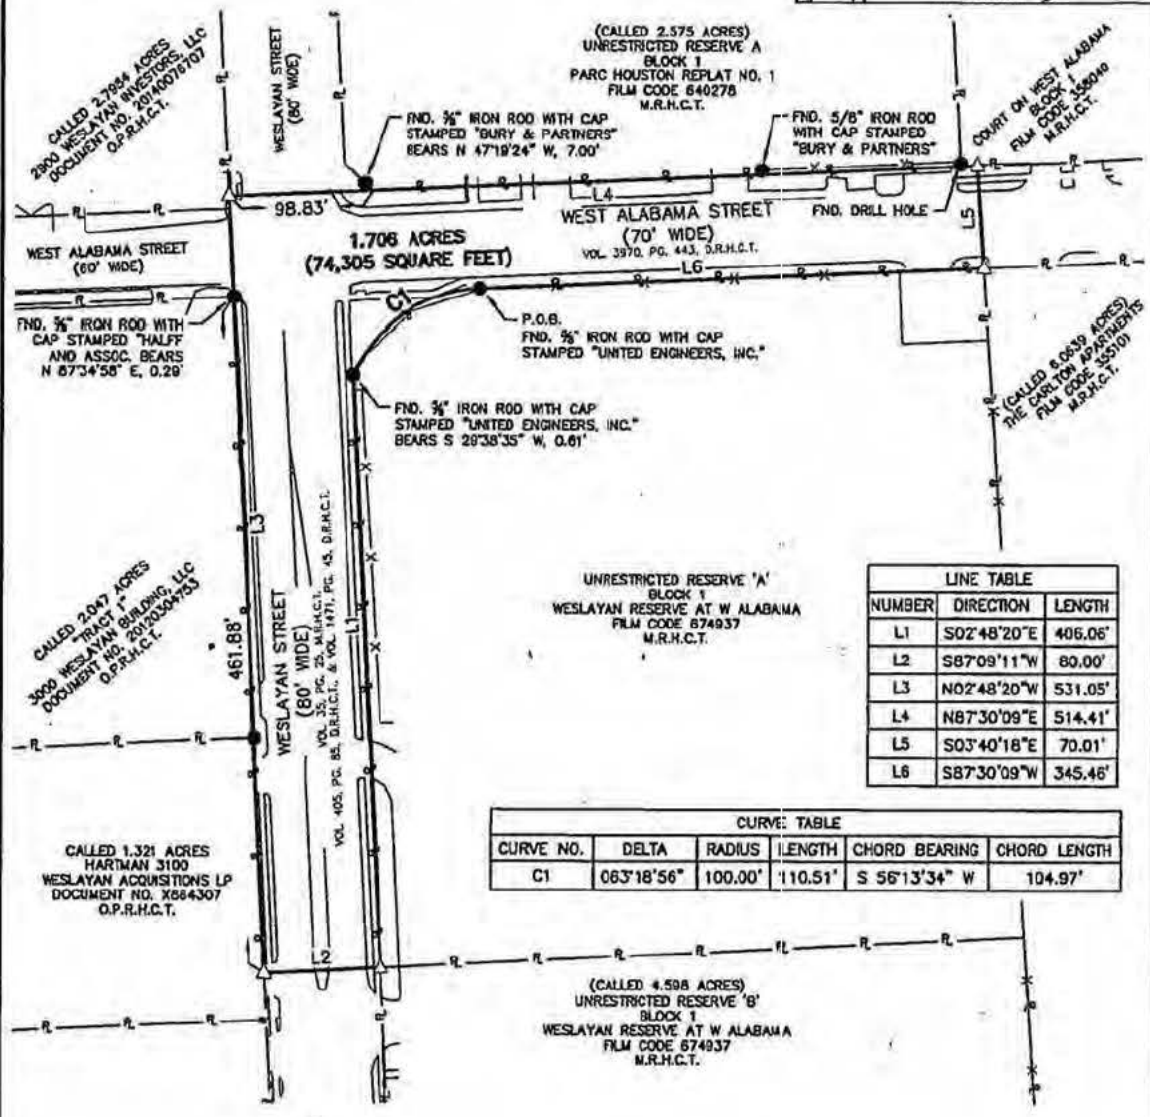 CALLED 2.7954 ACRES
2900 WESLAYAN INVESTORS, LLC
DOCUMENT NO. 20140076707
O.P.R.H.C.T.
WESLAYAN STREET
(80' WIDE)
(CALLED 2.575 ACRES)
UNRESTRICTED RESERVE A
BLOCK 1
PARC HOUSTON REPLAT NO. 1
FILM CODE 640278
M.R.H.C.T.
COURT ON WEST ALABAMA
BLOCK 1
FILM CODE 358040
M.R.H.C.T.
FND. ⅝" IRON ROD WITH
CAP STAMPED "BURY & PARTNERS"
BEARS N 47°19'24" W, 7.00'
FND. 5/8" IRON ROD
WITH CAP STAMPED
"BURY & PARTNERS"
98.83'
L4
WEST ALABAMA STREET
(70' WIDE)
VOL. 3970, PG. 443, D.R.H.C.T.
FND. DRILL HOLE
L5
WEST ALABAMA STREET
(60' WIDE)
1.706 ACRES
(74,305 SQUARE FEET)
L6
C1
FND. ⅝" IRON ROD WITH
CAP STAMPED "HALFF
AND ASSOC. BEARS
N 87°34'58" E, 0.29'
P.O.B.
FND. ⅝" IRON ROD WITH CAP
STAMPED "UNITED ENGINEERS, INC."
(CALLED 6.0639 ACRES)
THE CARLTON APARTMENTS
FILM CODE 355101
M.R.H.C.T.
FND. ⅝" IRON ROD WITH CAP
STAMPED "UNITED ENGINEERS, INC."
BEARS S 29°38'35" W, 0.61'
L3
L1
CALLED 2.047 ACRES
"TRACT 1"
3000 WESLAYAN BUILDING, LLC
DOCUMENT NO. 20120304753
O.P.R.H.C.T.
461.88'
WESLAYAN STREET
(80' WIDE)
VOL 35, PG. 25, M.R.H.C.T.
VOL 405, PG. 85, D.R.H.C.T., & VOL. 1471, PG. 45, D.R.H.C.T.
UNRESTRICTED RESERVE 'A'
BLOCK 1
WESLAYAN RESERVE AT W ALABAMA
FILM CODE 674937
M.R.H.C.T.
LINE TABLE
NUMBER DIRECTION LENGTH
L1 S02°48'20"E 406.06'
L2 S87°09'11"W 80.00'
L3 N02°48'20"W 531.05'
L4 N87°30'09"E 514.41'
L5 S03°40'18"E 70.01'
L6 S87°30'09"W 345.46'
CURVE TABLE
CURVE NO. DELTA RADIUS LENGTH CHORD BEARING CHORD LENGTH
C1 063°18'56" 100.00' 110.51' S 56°13'34" W 104.97'
CALLED 1.321 ACRES
HARTMAN 3100
WESLAYAN ACQUISITIONS LP
DOCUMENT NO. X864307
O.P.R.H.C.T.
L2
(CALLED 4.598 ACRES)
UNRESTRICTED RESERVE 'B'
BLOCK 1
WESLAYAN RESERVE AT W ALABAMA
FILM CODE 674937
M.R.H.C.T.